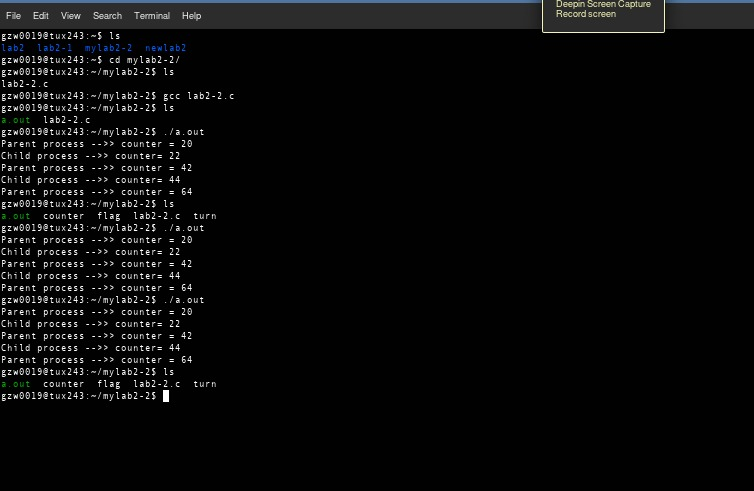 Deepin Screen Capture
Record screen
File Edit View Search Terminal Help
gzw0019@tux243:~$ ls
lab2 lab2-1 mylab2-2 newlab2
gzw0019@tux243:~$ cd mylab2-2/
gzw0019@tux243:~/mylab2-2$ ls
lab2-2.c
gzw0019@tux243:~/mylab2-2$ gcc lab2-2.c
gzw0019@tux243:~/mylab2-2$ ls
a.out lab2-2.c
gzw0019@tux243:~/mylab2-2$ ./a.out
Parent process -->> counter = 20
Child process -->> counter= 22
Parent process -->> counter = 42
Child process -->> counter= 44
Parent process -->> counter = 64
gzw0019@tux243:~/mylab2-2$ ls
a.out counter flag lab2-2.c turn
gzw0019@tux243:~/mylab2-2$ ./a.out
Parent process -->> counter = 20
Child process -->> counter= 22
Parent process -->> counter = 42
Child process -->> counter= 44
Parent process -->> counter = 64
gzw0019@tux243:~/mylab2-2$ ./a.out
Parent process -->> counter = 20
Child process -->> counter= 22
Parent process -->> counter = 42
Child process -->> counter= 44
Parent process -->> counter = 64
gzw0019@tux243:~/mylab2-2$ ls
a.out counter flag lab2-2.c turn
gzw0019@tux243:~/mylab2-2$